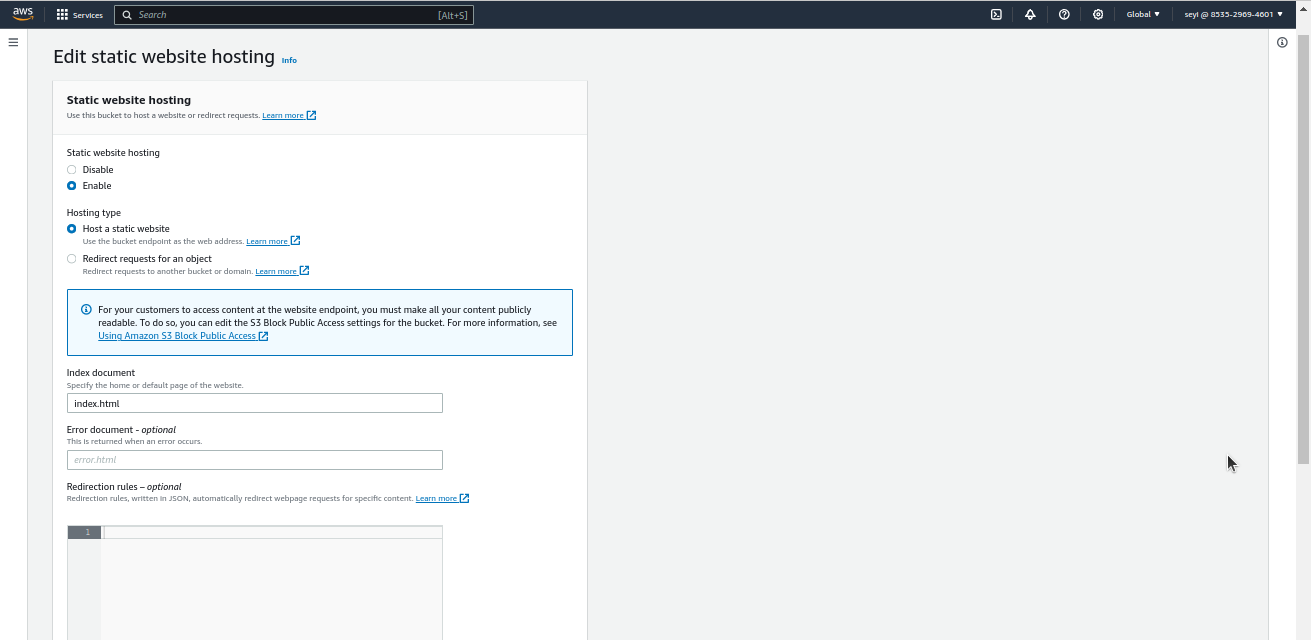 aws Services Search [Alt+S] Global seyi @ 8535-2969-4601
Edit static website hosting Info
Static website hosting
Use this bucket to host a website or redirect requests. Learn more
Static website hosting
Disable
Enable
Hosting type
Host a static website
Use the bucket endpoint as the web address. Learn more
Redirect requests for an object
Redirect requests to another bucket or domain. Learn more
For your customers to access content at the website endpoint, you must make all your content publicly
readable. To do so, you can edit the S3 Block Public Access settings for the bucket. For more information, see
Using Amazon S3 Block Public Access
Index document
Specify the home or default page of the website.
index.html
Error document - optional
This is returned when an error occurs.
error.html
Redirection rules – optional
Redirection rules, written in JSON, automatically redirect webpage requests for specific content. Learn more
1